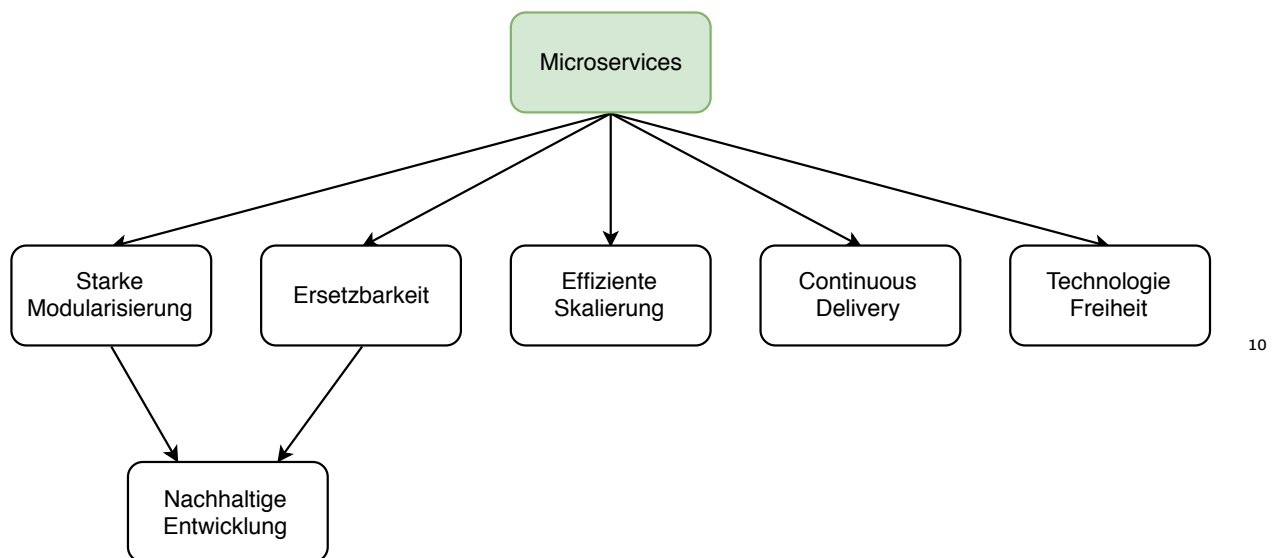 Microservices
Starke
Modularisierung
Ersetzbarkeit
Effiziente
Skalierung
Continuous
Delivery
Technologie
Freiheit
10
Nachhaltige
Entwicklung